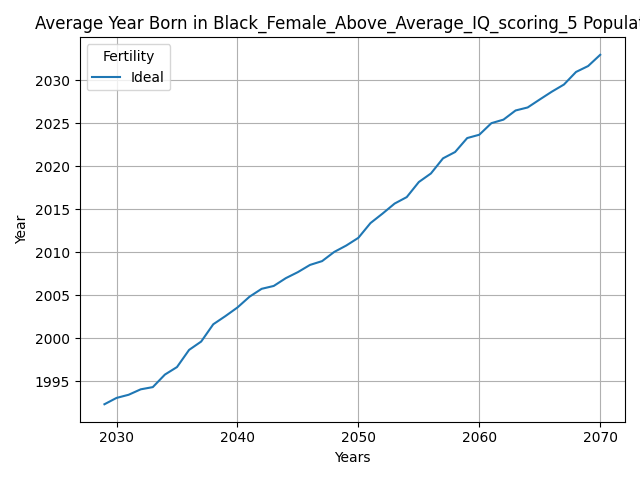 Average Year Born in Black_Female_Above_Average_IQ_scoring_5 Populat
Fertility
Ideal
Year
2030
2025
2020
2015
2010
2005
2000
1995
2030 2040 2050 2060 2070
Years